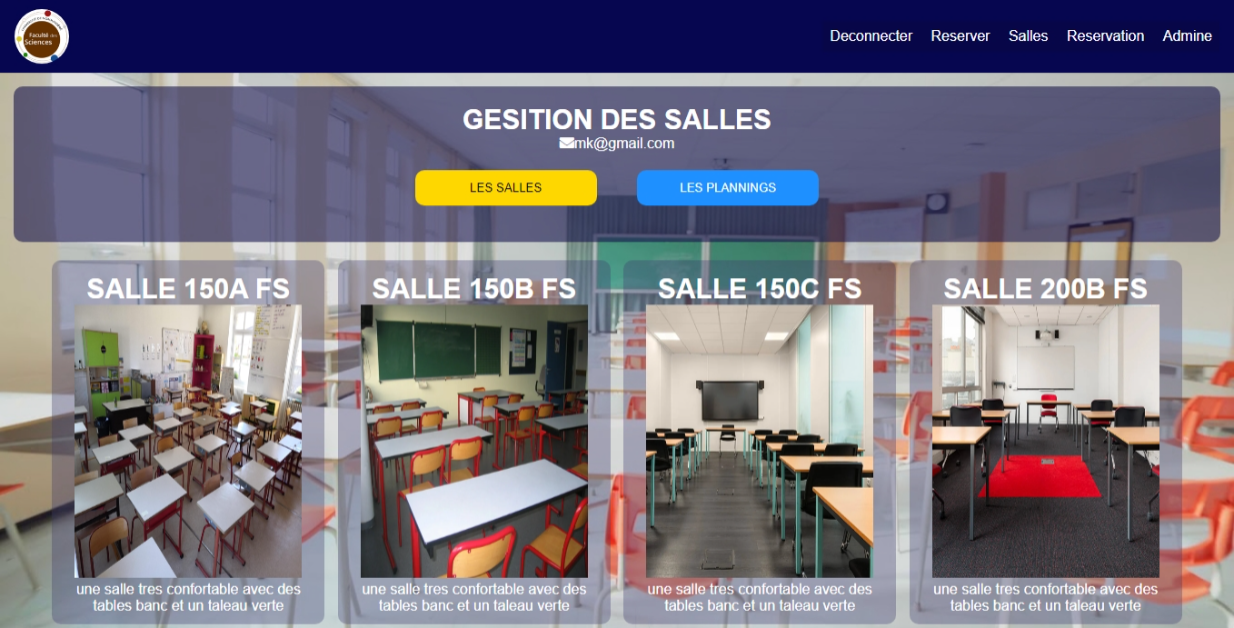 Faculté des
Sciences
Deconnecter Reserver Salles Reservation Admine
GESITION DES SALLES
mk@gmail.com
LES SALLES LES PLANNINGS
SALLE 150A FS SALLE 150B FS SALLE 150C FS SALLE 200B FS
une salle tres confortable avec des
tables banc et un taleau verte
une salle tres confortable avec des
tables banc et un taleau verte
une salle tres confortable avec des
tables banc et un taleau verte
une salle tres confortable avec des
tables banc et un taleau verte